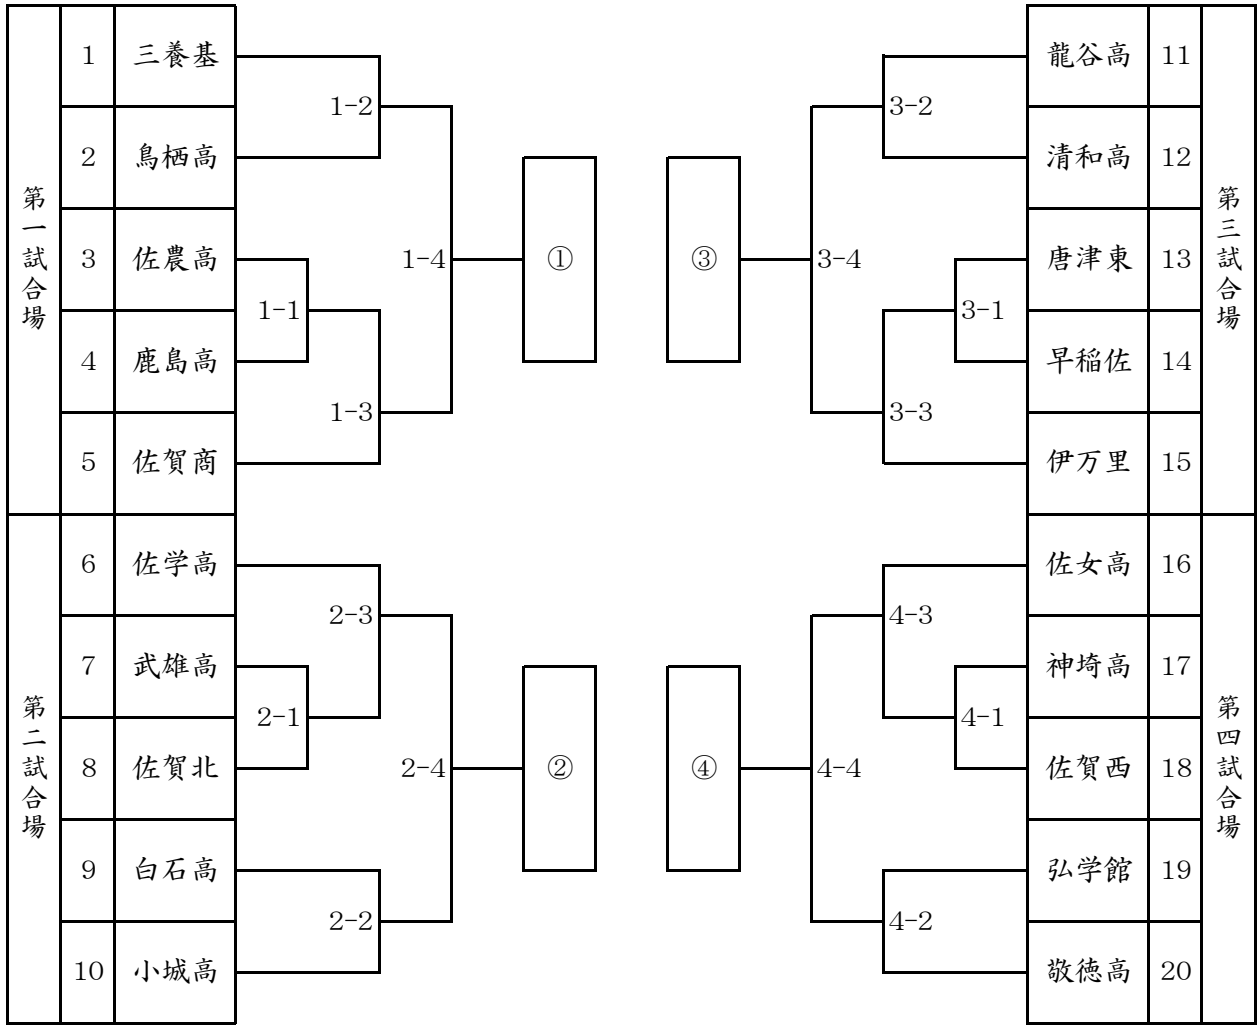 第一試合場
1 三養基
2 鳥栖高
3 佐農高
4 鹿島高
5 佐賀商
1-2
1-1
1-3
1-4
①
第二試合場
6 佐学高
7 武雄高
8 佐賀北
9 白石高
10 小城高
2-3
2-1
2-2
2-4
②
③
3-4
3-2
3-1
3-3
龍谷高 11
清和高 12
唐津東 13
早稲佐 14
伊万里 15
第三試合場
④
4-4
4-3
4-1
4-2
佐女高 16
神埼高 17
佐賀西 18
弘学館 19
敬徳高 20
第四試合場